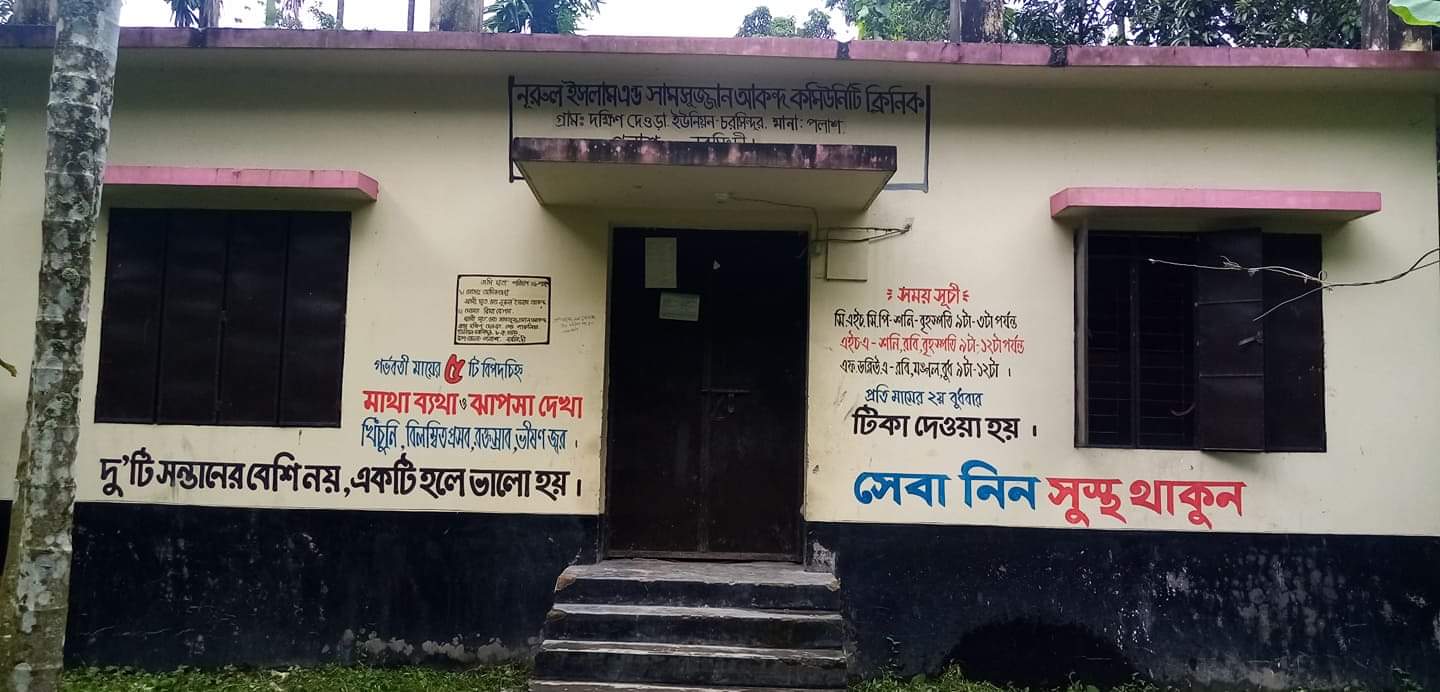 নূরুল ইসলাম এন্ড সামসুজ্জামান আকন্দ কমিউনিটি ক্লিনিক
গ্রামঃ দক্ষিণ দেওড়া ইউনিয়ন-চরসিন্দুর. থানা: পলাশ
গর্ভবতী মায়ের ৫ টি বিপদচিহ্ন
মাথা ব্যথা ও ঝাপসা দেখা
খিঁচুনি, বিলম্বিত প্রসব, রক্তস্রাব, ভীষণ জ্বর ।
দু'টি সন্তানের বেশি নয়, একটি হলে ভালো হয় ।
সময় সূচী
সি.এইচ.সি.পি-শনি-বৃহস্পতি ৯টা-৩টা পর্যন্ত
এইচএ-শনি,রবি,বৃহস্পতি ৯টা-১২টা পর্যন্ত
এফ ডব্লিউএ-রবি,মঙ্গল,বুধ ৯টা-১২টা ।
প্রতি মাসের ২য় বুধবার
টিকা দেওয়া হয় ।
সেবা নিন সুস্থ থাকুন